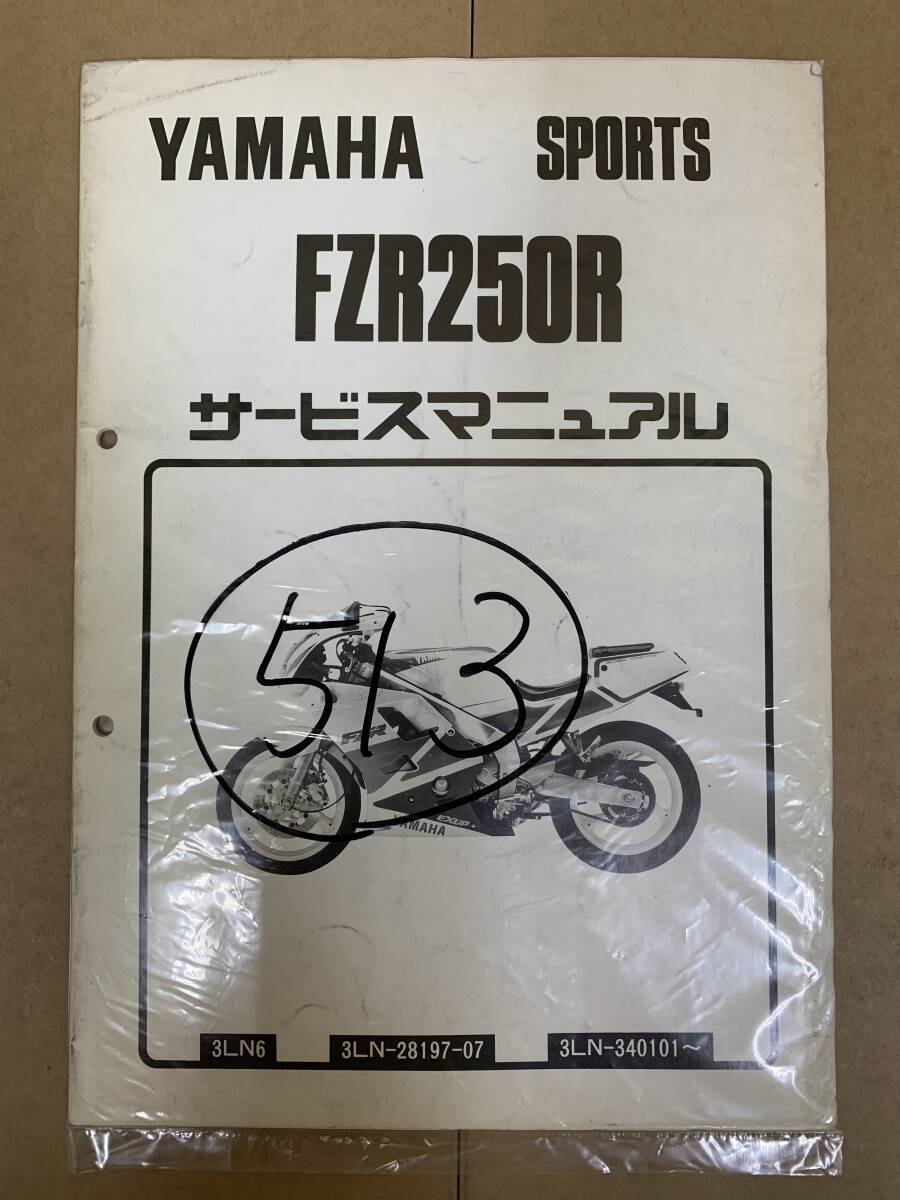 YAMAHA SPORTS
FZR250R
サービスマニュアル
513
YAMAHA
FZR
YAMAHA
EXUP
3LN6 3LN-28197-07 3LN-340101～